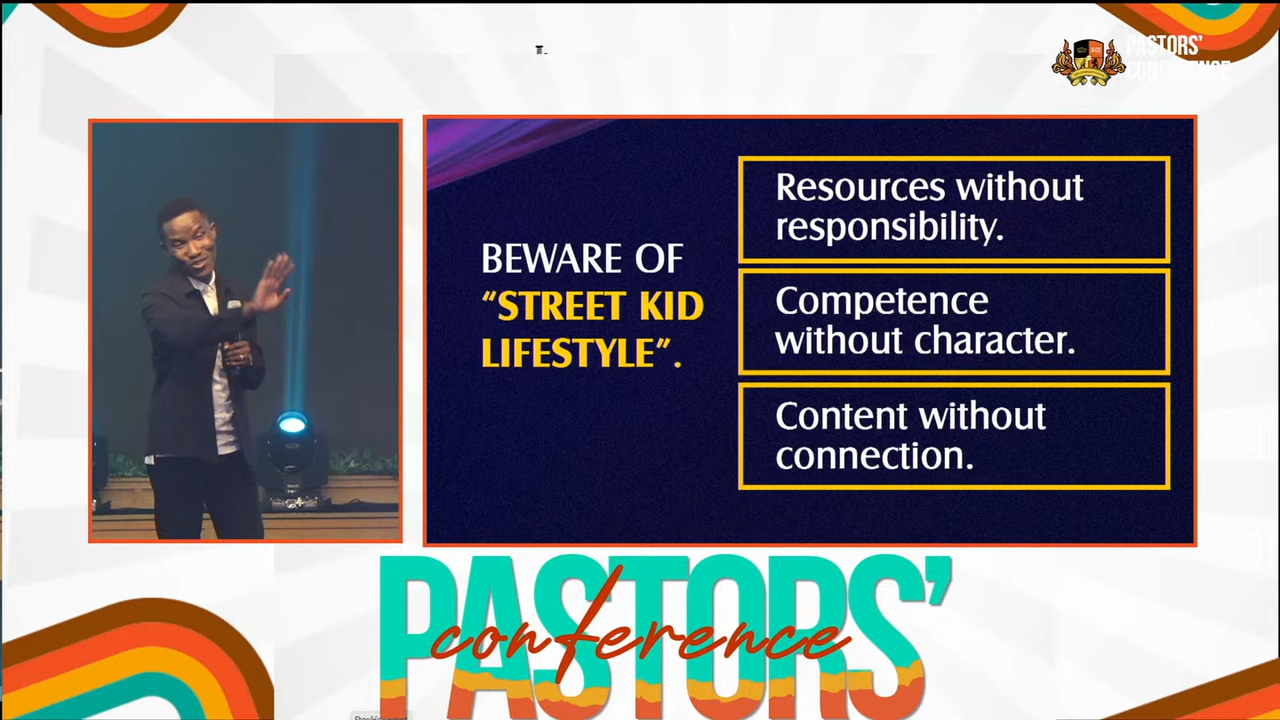 PASTORS'
CONFERENCE
BEWARE OF
“STREET KID
LIFESTYLE”.
Resources without
responsibility.
Competence
without character.
Content without
connection.
PASTORS’
conference